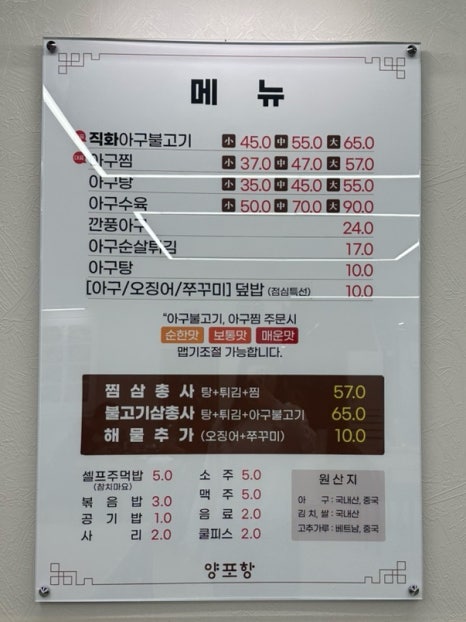 메 뉴
직화아구불고기 小 45.0 中 55.0 大 65.0
아구찜 小 37.0 中 47.0 大 57.0
아구탕 小 35.0 中 45.0 大 55.0
아구수육 小 50.0 中 70.0 大 90.0
깐풍아구 24.0
아구순살튀김 17.0
아구탕 10.0
[아구/오징어/쭈꾸미] 덮밥 (점심특선) 10.0
"아구불고기, 아구찜 주문시
순한맛 보통맛 매운맛
맵기조절 가능합니다."
찜삼총사 탕+튀김+찜 57.0
불고기삼총사 탕+튀김+아구불고기 65.0
해물추가 (오징어+쭈꾸미) 10.0
셀프주먹밥 5.0
(참치마요)
볶음밥 3.0
공기밥 1.0
사리 2.0
소주 5.0
맥주 5.0
음료 2.0
쿨피스 2.0
원산지
아구 : 국내산, 중국
김치, 쌀 : 국내산
고추가루 : 베트남, 중국
양포항